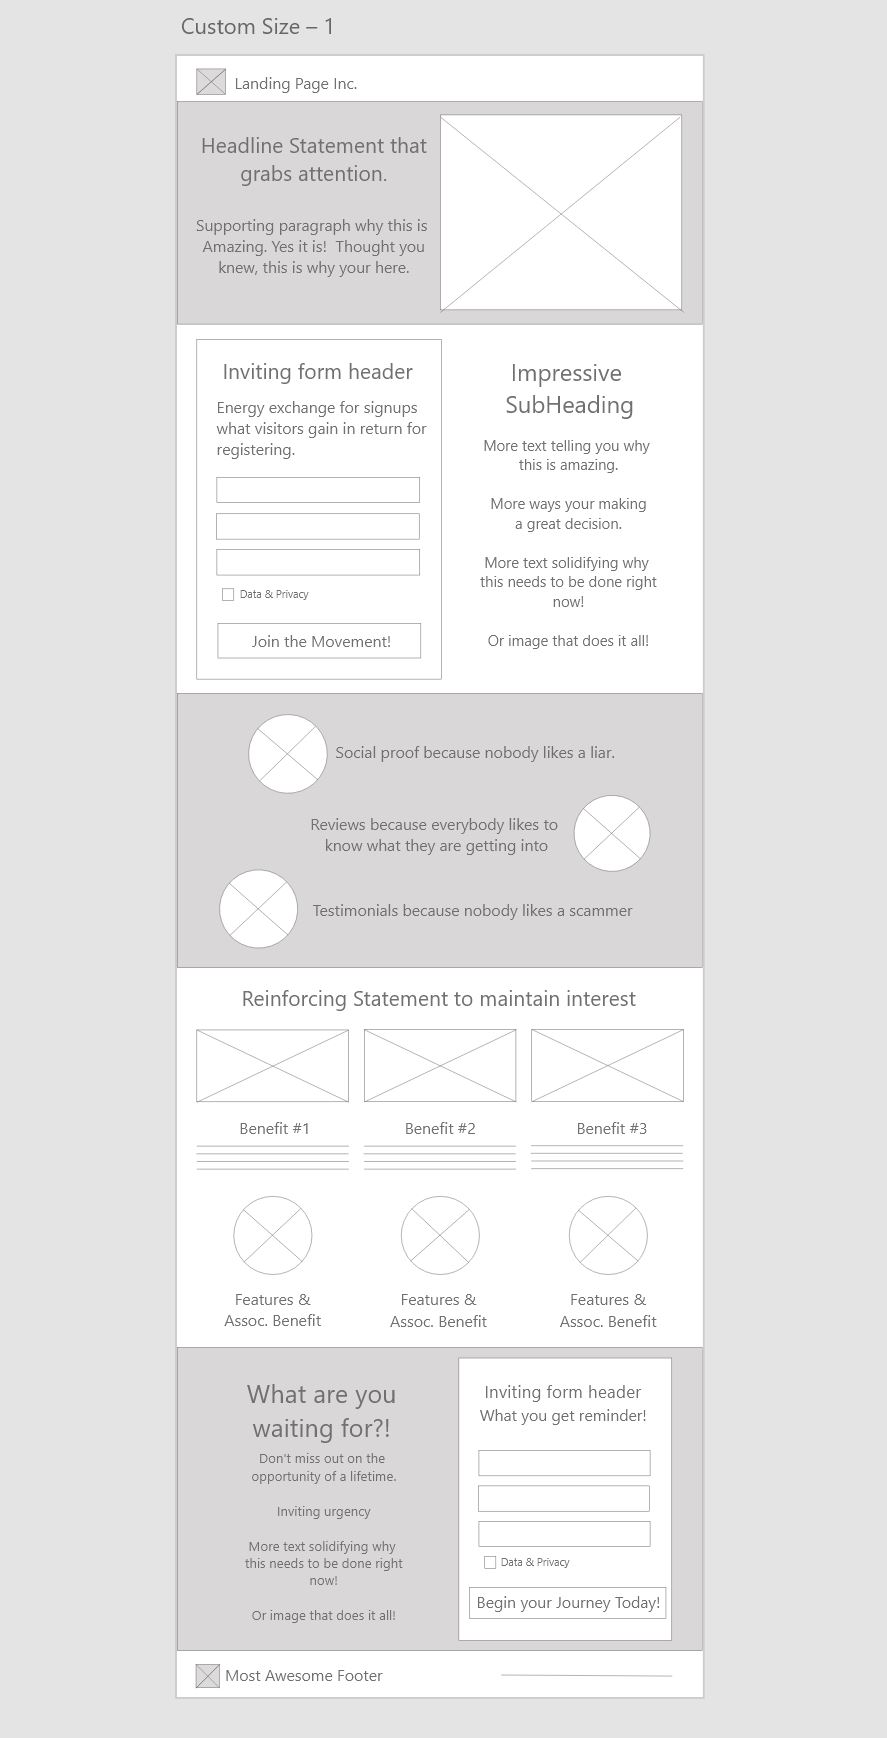 Custom Size – 1
Landing Page Inc.
Headline Statement that
grabs attention.
Supporting paragraph why this is
Amazing. Yes it is!  Thought you
knew, this is why your here.
Inviting form header
Energy exchange for signups
what visitors gain in return for
registering.
Data & Privacy
Join the Movement!
Impressive
SubHeading
More text telling you why
this is amazing.
More ways your making
a great decision.
More text solidifying why
this needs to be done right
now!
Or image that does it all!
Social proof because nobody likes a liar.
Reviews because everybody likes to
know what they are getting into
Testimonials because nobody likes a scammer
Reinforcing Statement to maintain interest
Benefit #1
Benefit #2
Benefit #3
Features &
Assoc. Benefit
Features &
Assoc. Benefit
Features &
Assoc. Benefit
What are you
waiting for?!
Don't miss out on the
opportunity of a lifetime.
Inviting urgency
More text solidifying why
this needs to be done right
now!
Or image that does it all!
Inviting form header
What you get reminder!
Data & Privacy
Begin your Journey Today!
Most Awesome Footer